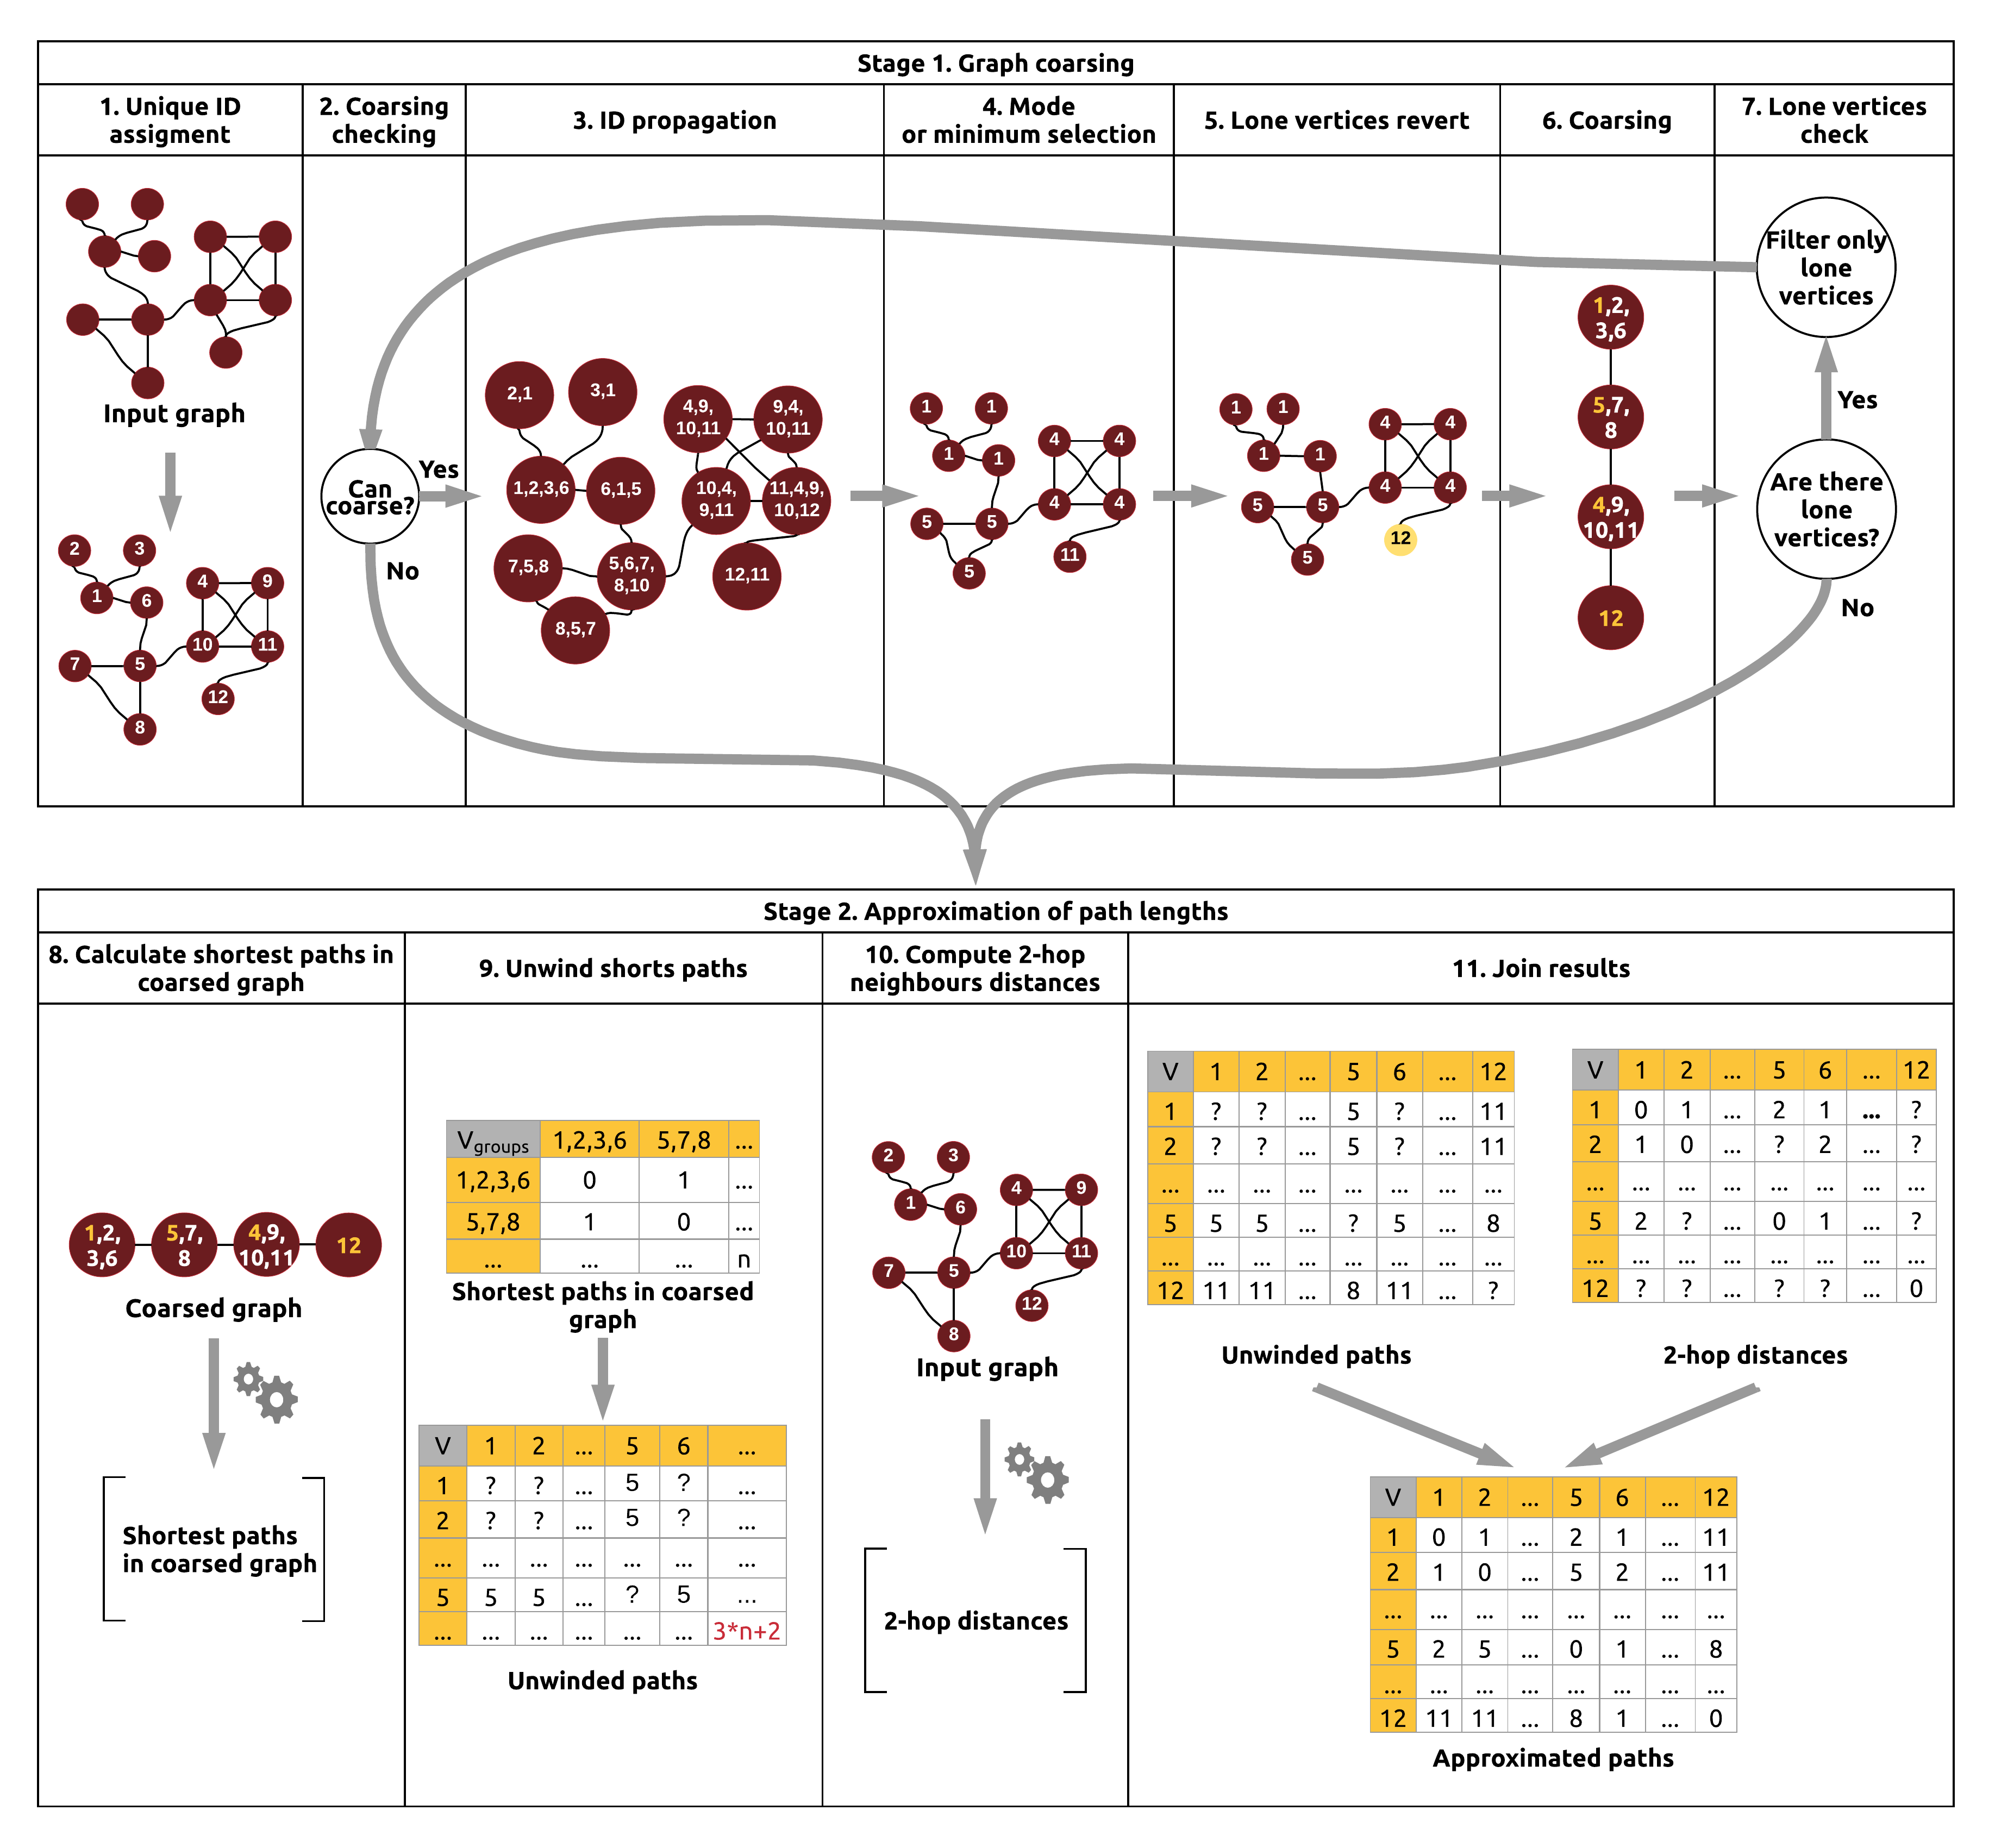 Stage 1. Graph coarsing
1. Unique ID
assigment
2. Coarsing
checking
3. ID propagation
4. Mode
or minimum selection
5. Lone vertices revert
6. Coarsing
7. Lone vertices
check
Input graph
2
3
1
6
4
9
10
11
7
5
12
8
Can
coarse?
Yes
No
2,1
3,1
1,2,3,6
6,1,5
4,9,
10,11
9,4,
10,11
10,4,
9,11
11,4,9,
10,12
7,5,8
5,6,7,
8,10
12,11
8,5,7
1
1
1
1
4
4
4
4
5
5
11
5
1
1
1
1
4
4
4
4
5
5
12
5
1,2,
3,6
5,7,
8
4,9,
10,11
12
Filter only
lone
vertices
Yes
Are there
lone
vertices?
No
Stage 2. Approximation of path lengths
8. Calculate shortest paths in
coarsed graph
9. Unwind shorts paths
10. Compute 2-hop
neighbours distances
11. Join results
1,2,
3,6
5,7,
8
4,9,
10,11
12
Coarsed graph
Shortest paths
in coarsed graph
Vgroups 1,2,3,6 5,7,8 ...
1,2,3,6 0 1 ...
5,7,8 1 0 ...
... ... ... n
Shortest paths in coarsed
graph
V 1 2 ... 5 6 ...
1 ? ? ... 5 ? ...
2 ? ? ... 5 ? ...
... ... ... ... ... ... ...
5 5 5 ... ? 5 ...
... ... ... ... ... ... 3*n+2
Unwinded paths
2
3
1
6
4
9
10
11
7
5
12
8
Input graph
2-hop distances
V 1 2 ... 5 6 ... 12
1 ? ? ... 5 ? ... 11
2 ? ? ... 5 ? ... 11
... ... ... ... ... ... ... ...
5 5 5 ... ? 5 ... 8
... ... ... ... ... ... ... ...
12 11 11 ... 8 11 ... ?
Unwinded paths
V 1 2 ... 5 6 ... 12
1 0 1 ... 2 1 ... ?
2 1 0 ... ? 2 ... ?
... ... ... ... ... ... ... ...
5 2 ? ... 0 1 ... ?
... ... ... ... ... ... ... ...
12 ? ? ... ? ? ... 0
2-hop distances
V 1 2 ... 5 6 ... 12
1 0 1 ... 2 1 ... 11
2 1 0 ... 5 2 ... 11
... ... ... ... ... ... ... ...
5 2 5 ... 0 1 ... 8
... ... ... ... ... ... ... ...
12 11 11 ... 8 1 ... 0
Approximated paths